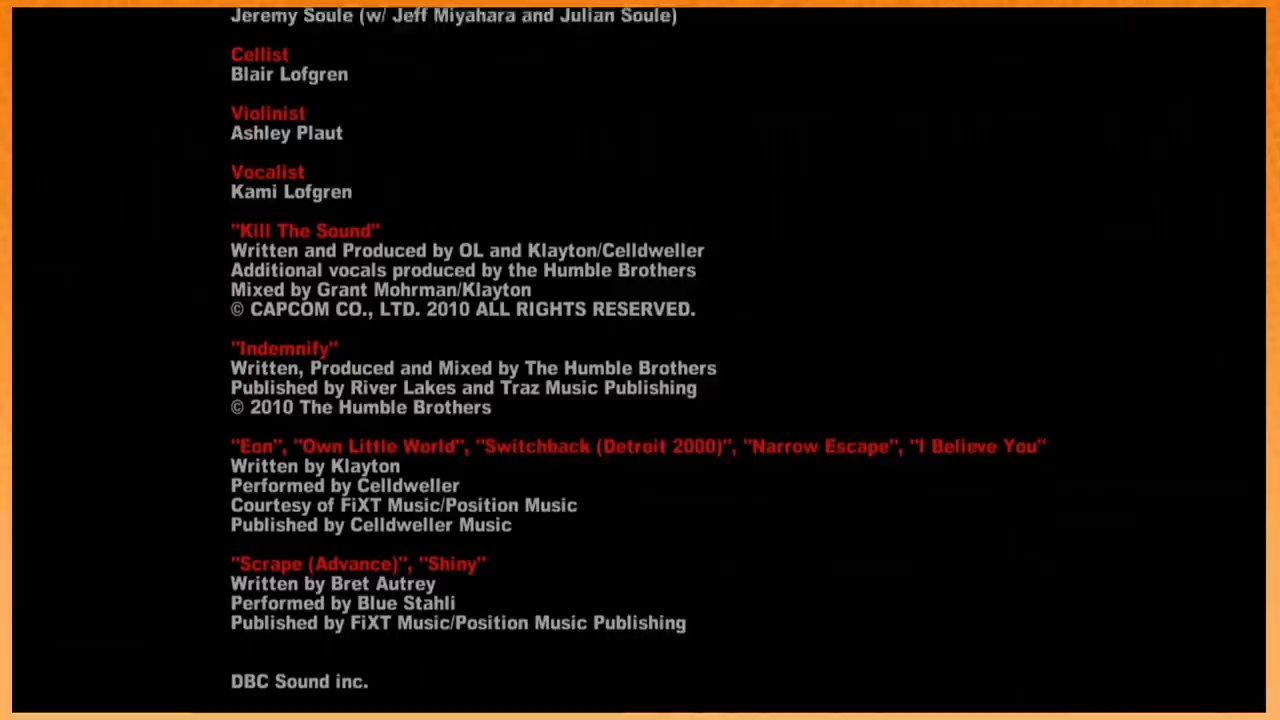 Jeremy Soule (w/ Jeff Miyahara and Julian Soule)
Cellist
Blair Lofgren
Violinist
Ashley Plaut
Vocalist
Kami Lofgren
"Kill The Sound"
Written and Produced by OL and Klayton/Celldweller
Additional vocals produced by the Humble Brothers
Mixed by Grant Mohrman/Klayton
© CAPCOM CO., LTD. 2010 ALL RIGHTS RESERVED.
"Indemnify"
Written, Produced and Mixed by The Humble Brothers
Published by River Lakes and Traz Music Publishing
© 2010 The Humble Brothers
"Eon", "Own Little World", "Switchback (Detroit 2000)", "Narrow Escape", "I Believe You"
Written by Klayton
Performed by Celldweller
Courtesy of FiXT Music/Position Music
Published by Celldweller Music
"Scrape (Advance)", "Shiny"
Written by Bret Autrey
Performed by Blue Stahli
Published by FiXT Music/Position Music Publishing
DBC Sound inc.